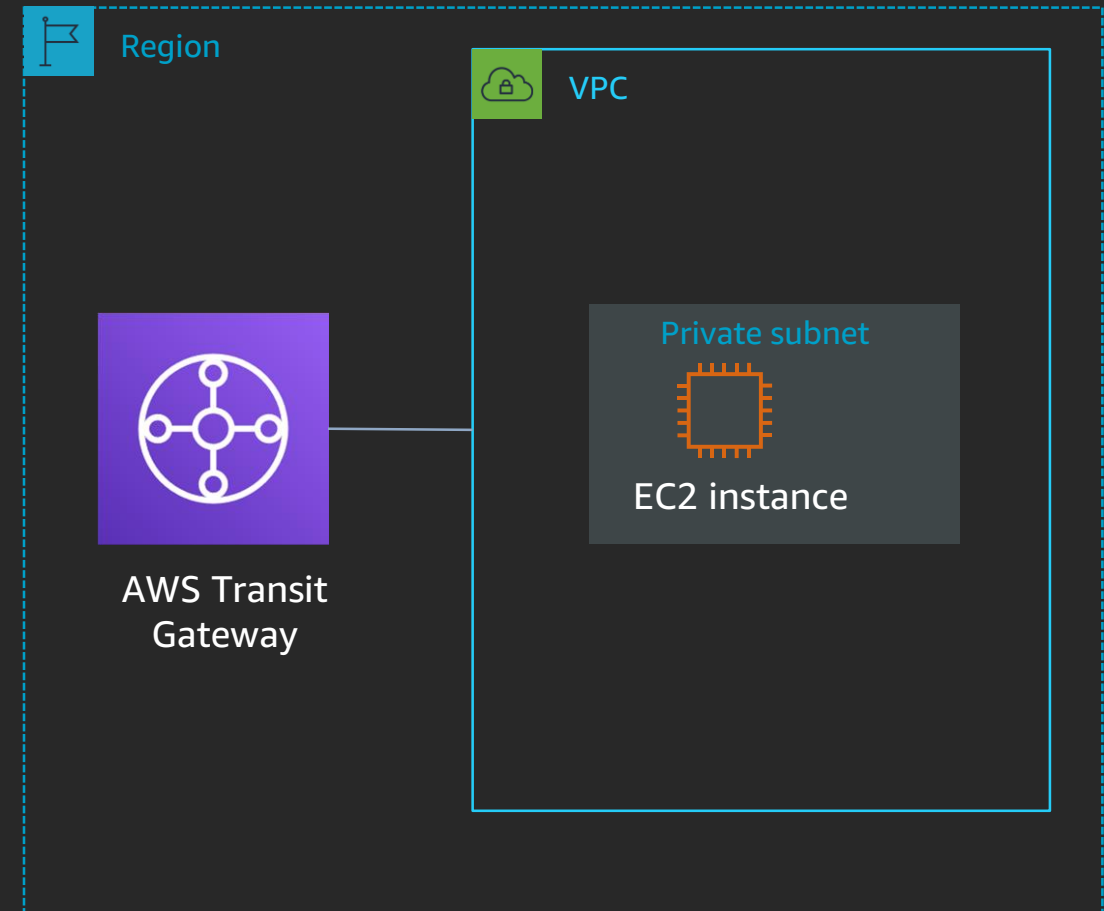 Region
VPC
Private subnet
EC2 instance
AWS Transit
Gateway